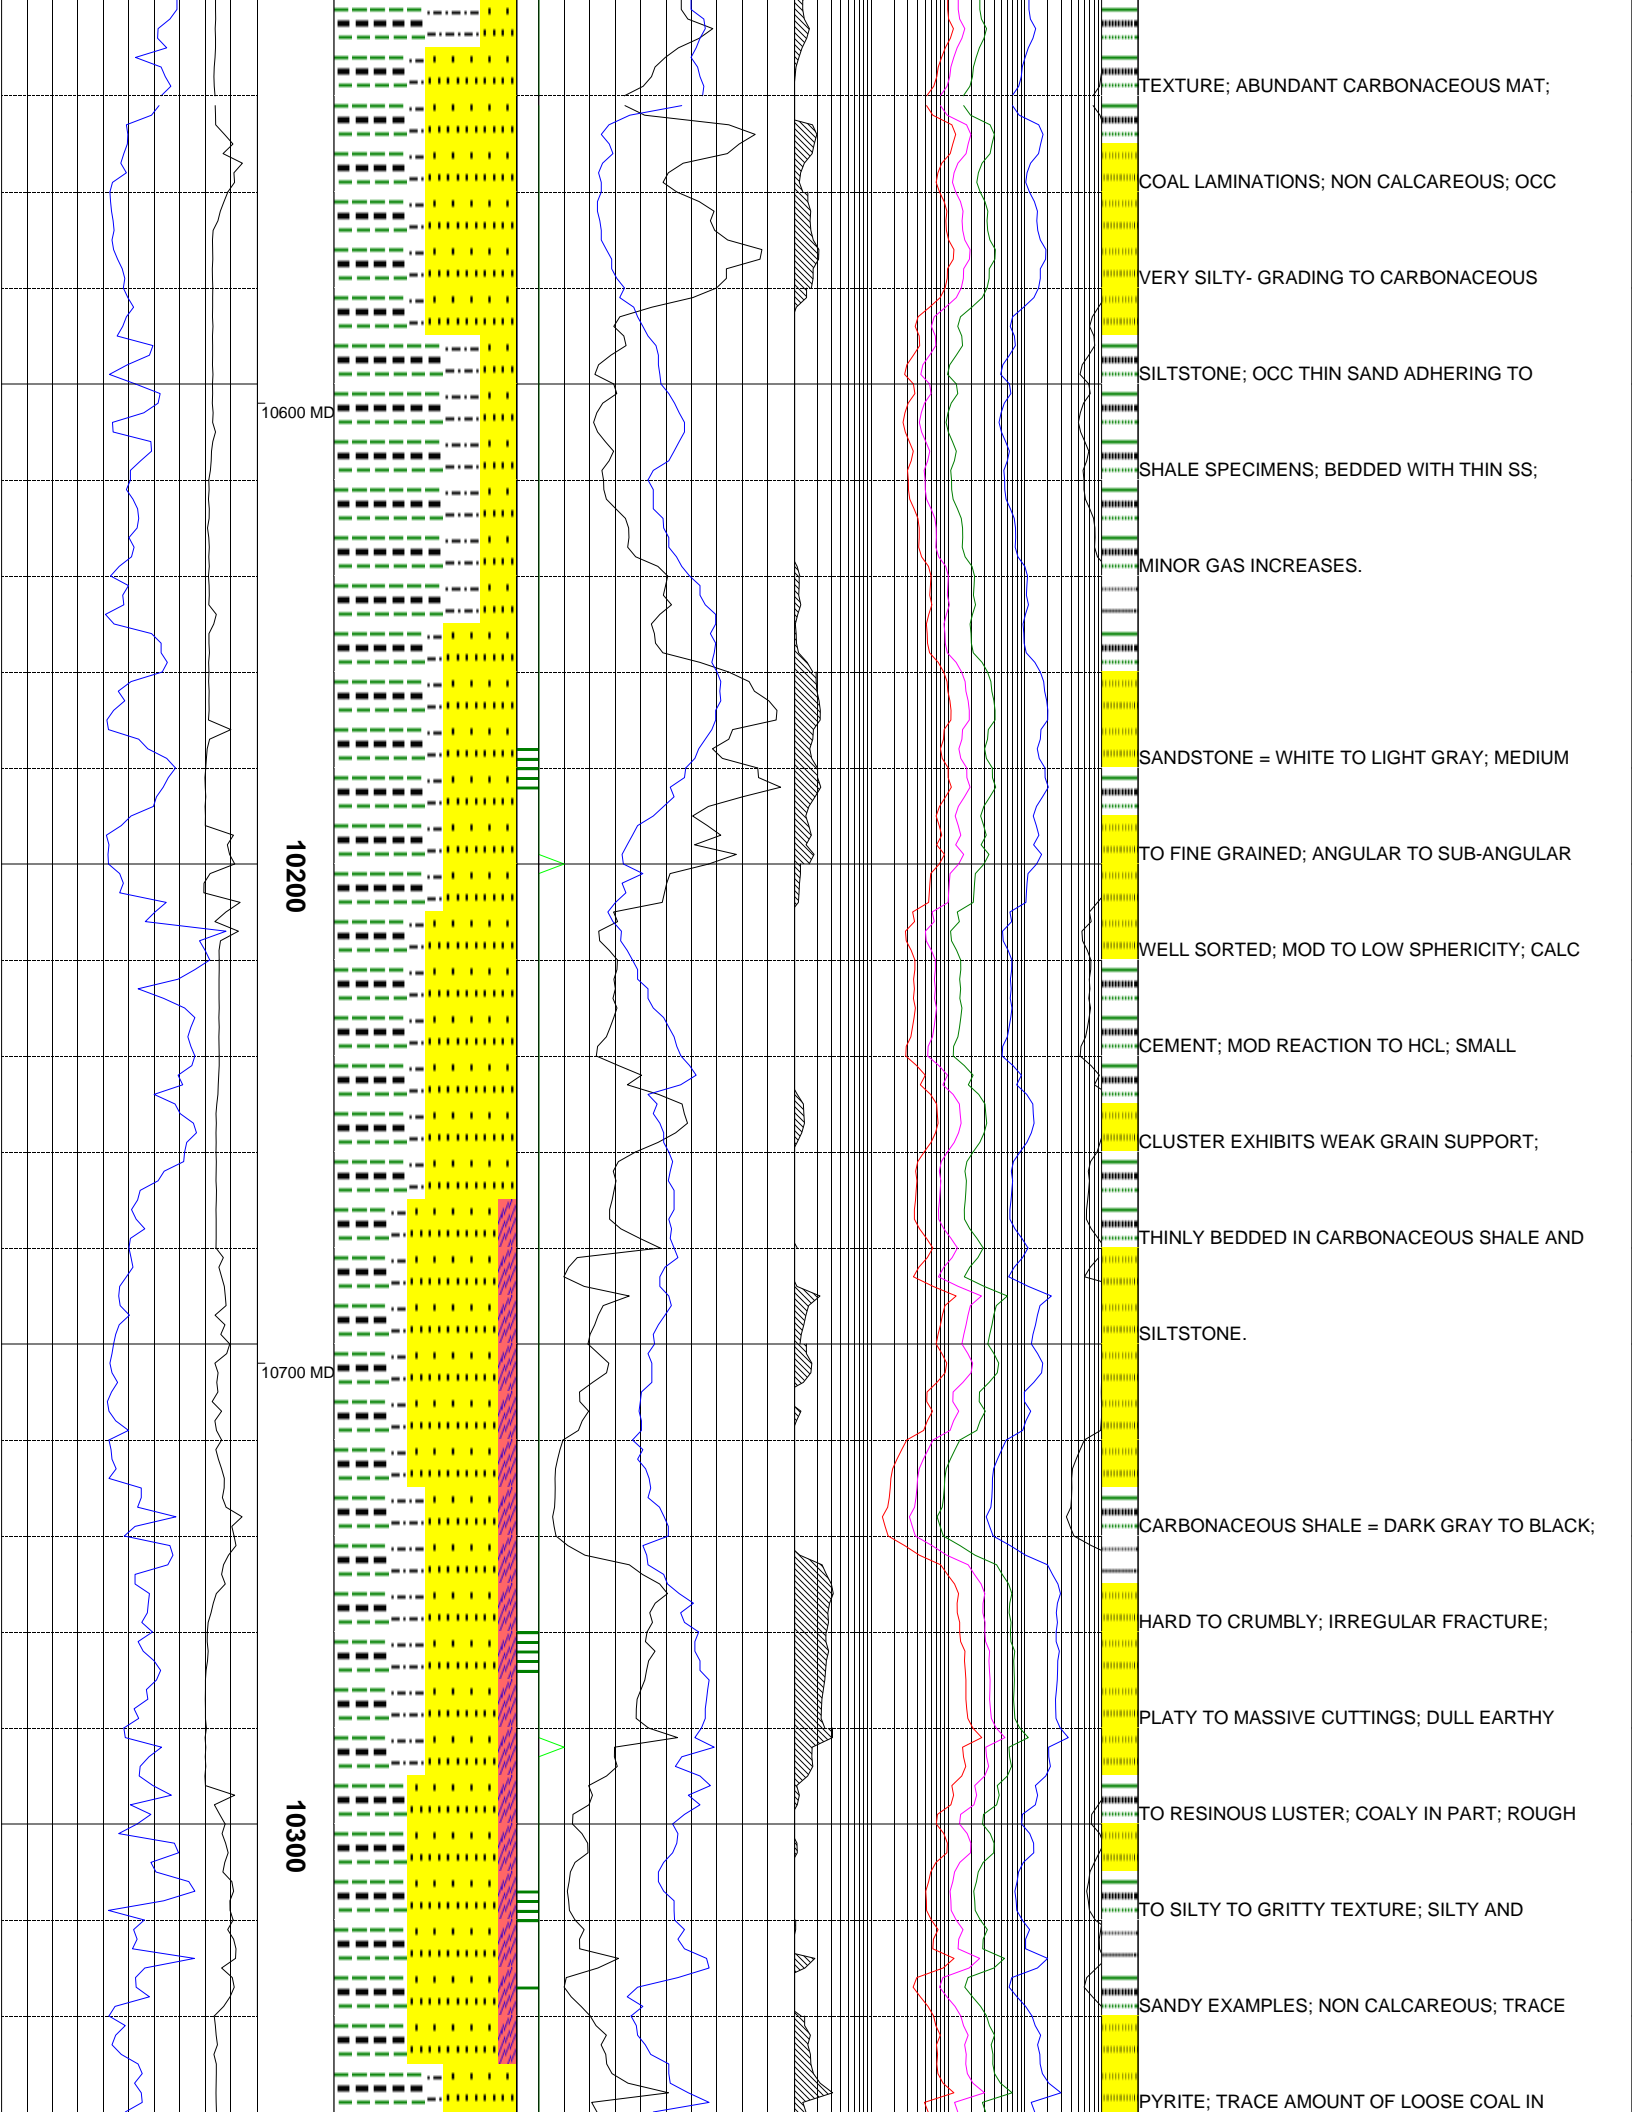 10600 MD
10200
10700 MD
10300
TEXTURE; ABUNDANT CARBONACEOUS MAT;
COAL LAMINATIONS; NON CALCAREOUS; OCC
VERY SILTY- GRADING TO CARBONACEOUS
SILTSTONE; OCC THIN SAND ADHERING TO
SHALE SPECIMENS; BEDDED WITH THIN SS;
MINOR GAS INCREASES.
SANDSTONE = WHITE TO LIGHT GRAY; MEDIUM
TO FINE GRAINED; ANGULAR TO SUB-ANGULAR
WELL SORTED; MOD TO LOW SPHERICITY; CALC
CEMENT; MOD REACTION TO HCL; SMALL
CLUSTER EXHIBITS WEAK GRAIN SUPPORT;
THINLY BEDDED IN CARBONACEOUS SHALE AND
SILTSTONE.
CARBONACEOUS SHALE = DARK GRAY TO BLACK;
HARD TO CRUMBLY; IRREGULAR FRACTURE;
PLATY TO MASSIVE CUTTINGS; DULL EARTHY
TO RESINOUS LUSTER; COALY IN PART; ROUGH
TO SILTY TO GRITTY TEXTURE; SILTY AND
SANDY EXAMPLES; NON CALCAREOUS; TRACE
PYRITE; TRACE AMOUNT OF LOOSE COAL IN